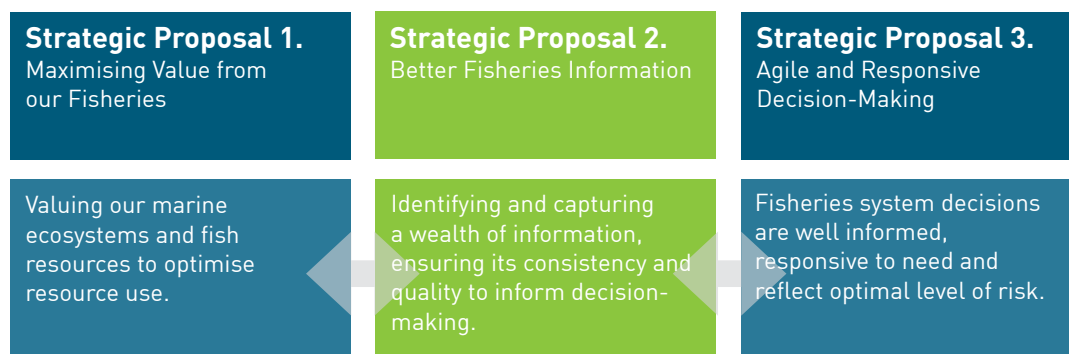 Strategic Proposal 1.
Maximising Value from
our Fisheries
Strategic Proposal 2.
Better Fisheries Information
Strategic Proposal 3.
Agile and Responsive
Decision-Making
Valuing our marine
ecosystems and fish
resources to optimise
resource use.
Identifying and capturing
a wealth of information,
ensuring its consistency and
quality to inform decision-
making.
Fisheries system decisions
are well informed,
responsive to need and
reflect optimal level of risk.